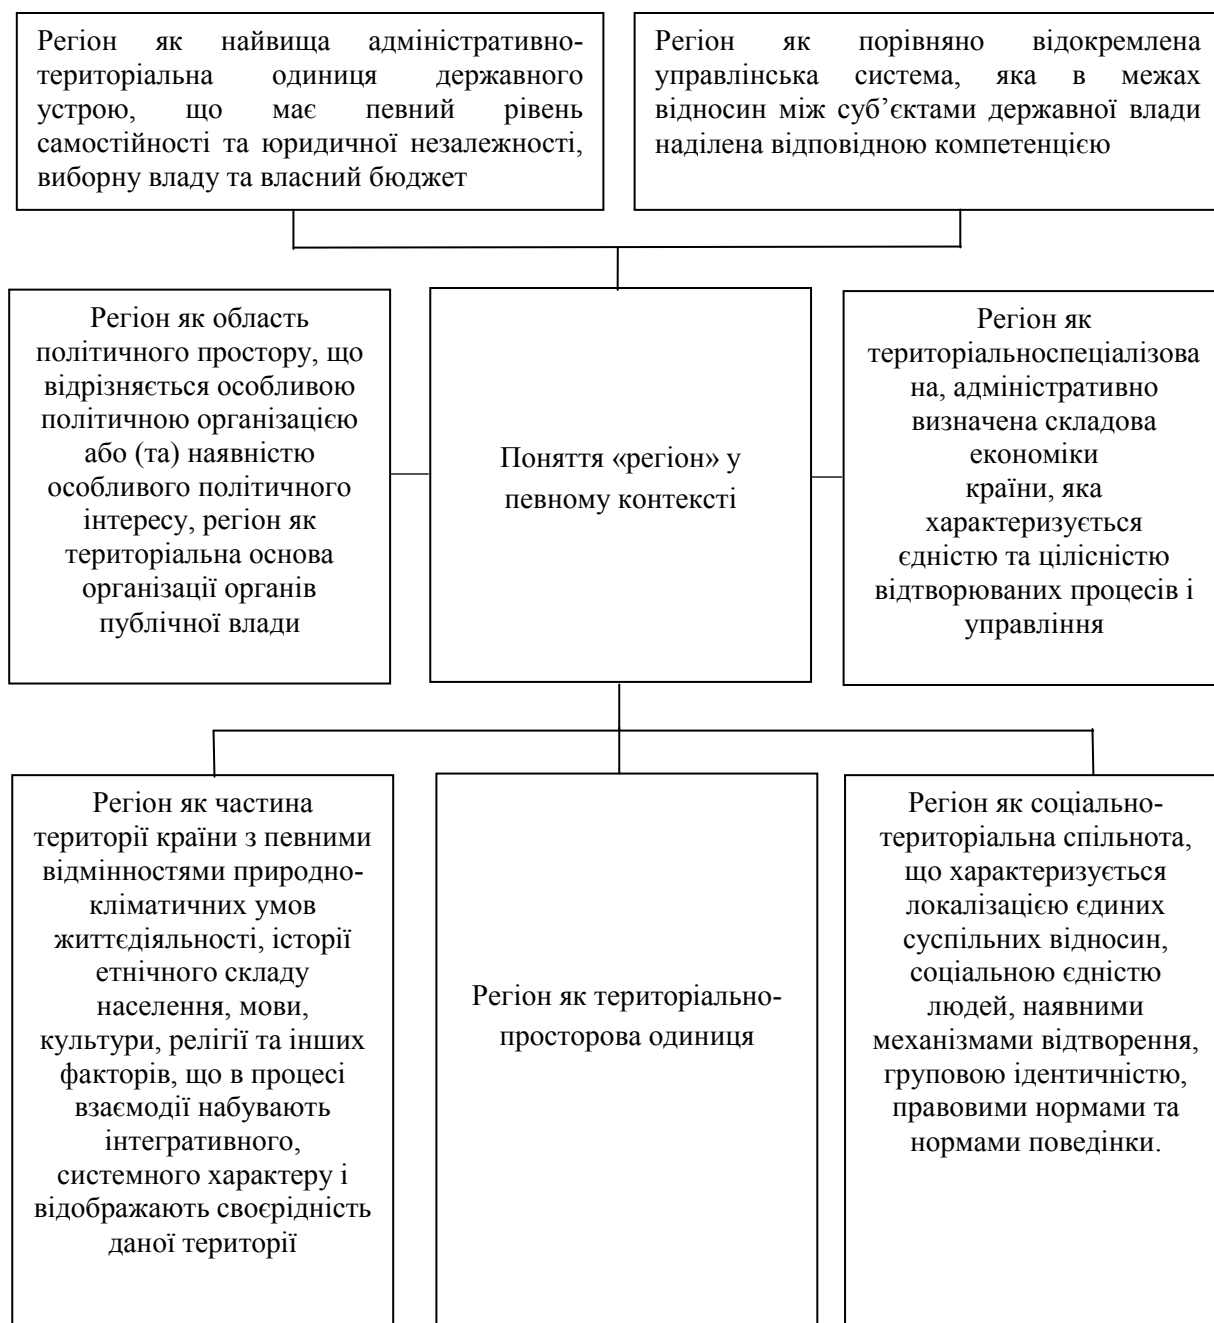 Регіон як найвища адміністративно-
територіальна одиниця державного
устрою, що має певний рівень
самостійності та юридичної незалежності,
виборну владу та власний бюджет
Регіон як порівняно відокремлена
управлінська система, яка в межах
відносин між суб’єктами державної влади
наділена відповідною компетенцією
Регіон як область
політичного простору, що
відрізняється особливою
політичною організацією
або (та) наявністю
особливого політичного
інтересу, регіон як
територіальна основа
організації органів
публічної влади
Поняття «регіон» у
певному контексті
Регіон як
територіальноспеціалізова
на, адміністративно
визначена складова
економіки
країни, яка
характеризується
єдністю та цілісністю
відтворюваних процесів і
управління
Регіон як частина
території країни з певними
відмінностями природно-
кліматичних умов
життєдіяльності, історії
етнічного складу
населення, мови,
культури, релігії та інших
факторів, що в процесі
взаємодії набувають
інтегративного,
системного характеру і
відображають своєрідність
даної території
Регіон як територіально-
просторова одиниця
Регіон як соціально-
територіальна спільнота,
що характеризується
локалізацією єдиних
суспільних відносин,
соціальною єдністю
людей, наявними
механізмами відтворення,
груповою ідентичністю,
правовими нормами та
нормами поведінки.